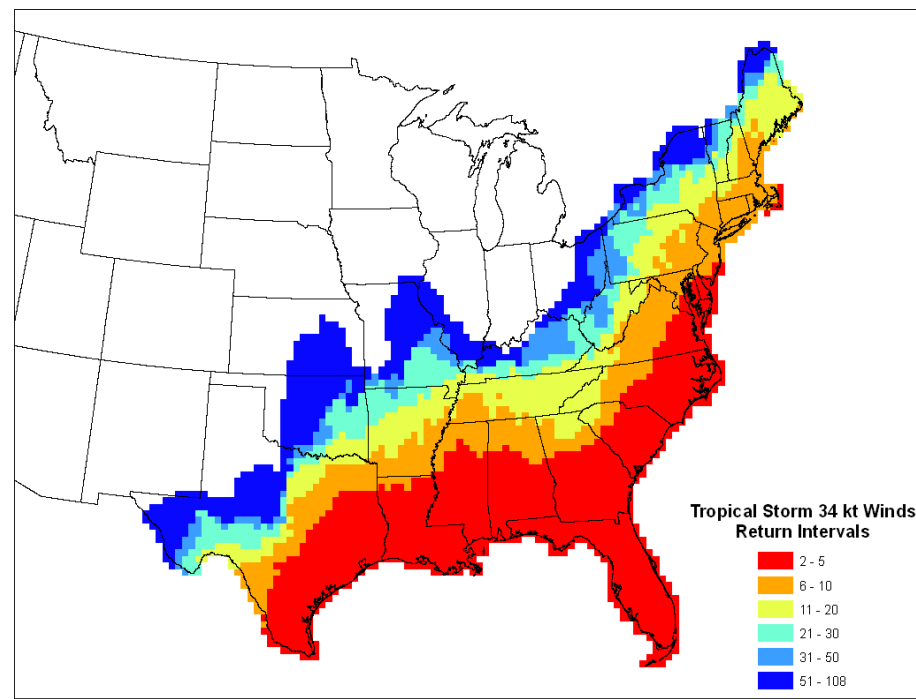 Tropical Storm 34 kt Winds
Return Intervals
2 - 5
6 - 10
11 - 20
21 - 30
31 - 50
51 - 108